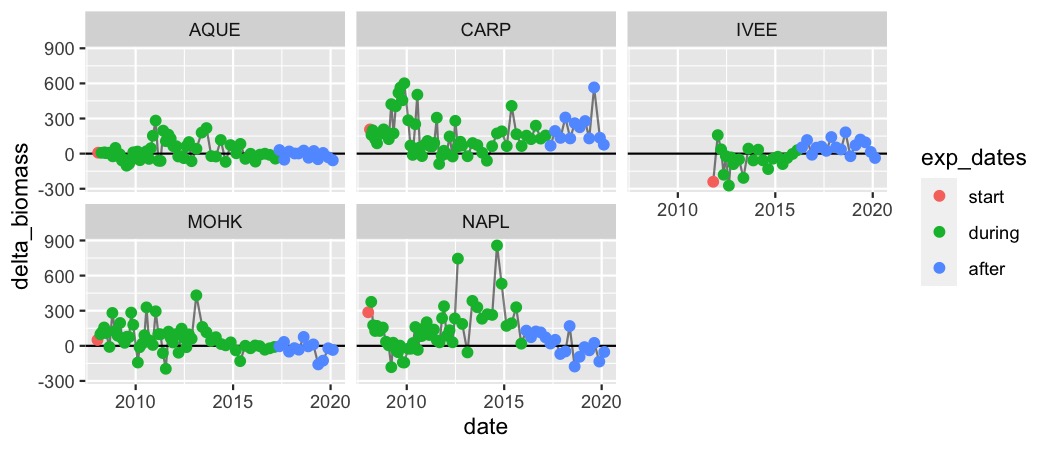 AQUE CARP IVEE
900
600
300
0
-300
2010 2015 2020
MOHK NAPL
900
600
300
0
-300
2010 2015 2020 2010 2015 2020
date
delta_biomass
exp_dates
start
during
after